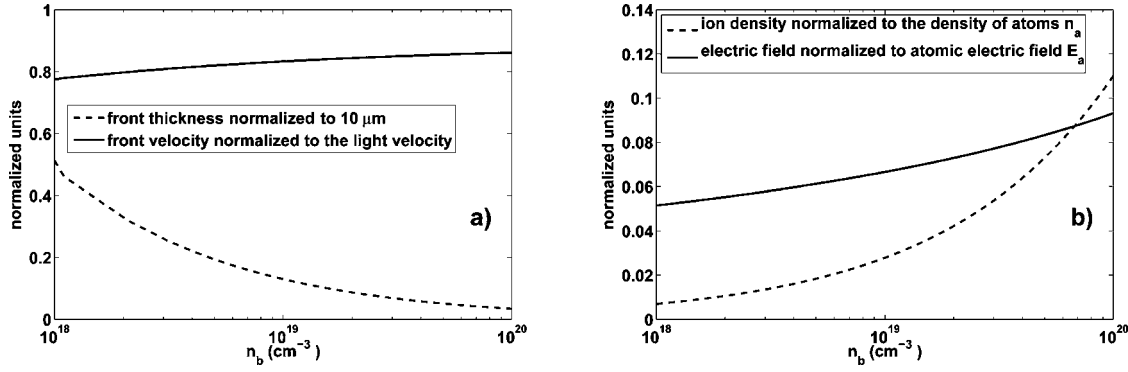 1
0.8
0.6
0.4
0.2
0
normalized units
front thickness normalized to 10 μm
front velocity normalized to the light velocity
a)
10^18
10^19
10^20
n_b (cm^-3)
0.14
0.12
0.1
0.08
0.06
0.04
0.02
0
normalized units
ion density normalized to the density of atoms n_a
electric field normalized to atomic electric field E_a
b)
10^18
10^19
10^20
n_b (cm^-3)